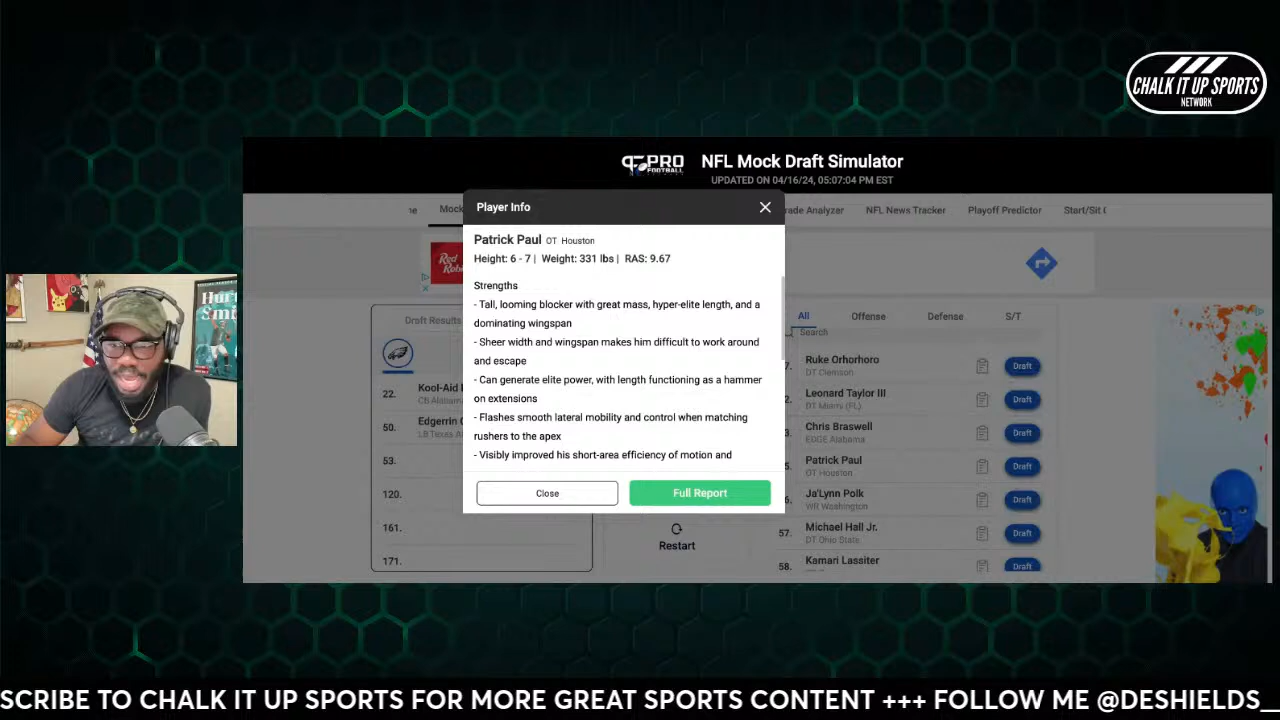 CHALK IT UP SPORTS
NETWORK
PRO
FOOTBALL
NFL Mock Draft Simulator
UPDATED ON 04/16/24, 05:07:04 PM EST
Mock
rade Analyzer
NFL News Tracker
Playoff Predictor
Start/Sit
Player Info
Patrick Paul OT Houston
Height: 6 - 7 | Weight: 331 lbs | RAS: 9.67
Strengths
- Tall, looming blocker with great mass, hyper-elite length, and a
dominating wingspan
- Sheer width and wingspan makes him difficult to work around
and escape
- Can generate elite power, with length functioning as a hammer
on extensions
- Flashes smooth lateral mobility and control when matching
rushers to the apex
- Visibly improved his short-area efficiency of motion and
Close
Full Report
Red
Draft Results
22.
Kool-Aid
CB Alabama
50.
Edgerrin
LB Texas A
53.
120.
161.
171.
Restart
All
Offense
Defense
S/T
Search
Ruke Orhorhoro
DT Clemson
Draft
Leonard Taylor III
DT Miami (FL)
Draft
Chris Braswell
EDGE Alabama
Draft
Patrick Paul
OT Houston
Draft
Ja'Lynn Polk
WR Washington
Draft
57.
Michael Hall Jr.
DT Ohio State
Draft
58.
Kamari Lassiter
Draft
SCRIBE TO CHALK IT UP SPORTS FOR MORE GREAT SPORTS CONTENT +++ FOLLOW ME @DESHIELDS_